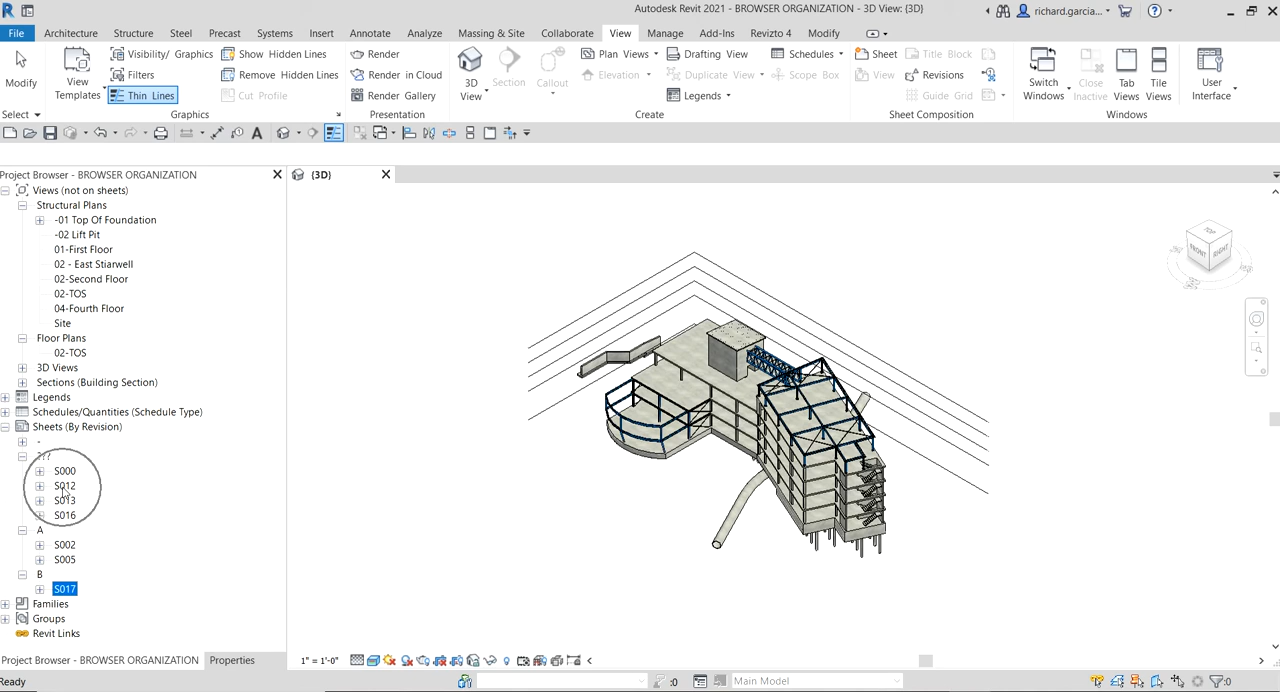 Autodesk Revit 2021 - BROWSER ORGANIZATION - 3D View: {3D}
richard.garcia...
File Architecture Structure Steel Precast Systems Insert Annotate Analyze Massing & Site Collaborate View Manage Add-Ins Revizto 4 Modify
Modify
View Templates
Visibility/ Graphics
Filters
Thin Lines
Show Hidden Lines
Remove Hidden Lines
Cut Profile
Render
Render in Cloud
Render Gallery
3D View
Section
Callout
Plan Views
Elevation
Drafting View
Duplicate View
Legends
Schedules
Scope Box
Sheet
View
Title Block
Revisions
Guide Grid
Switch Windows
Close Inactive
Tab Views
Tile Views
User Interface
Select Graphics Presentation Create Sheet Composition Windows
Project Browser - BROWSER ORGANIZATION
{3D}
Views (not on sheets)
Structural Plans
-01 Top Of Foundation
-02 Lift Pit
01-First Floor
02 - East Stiarwell
02-Second Floor
02-TOS
04-Fourth Floor
Site
Floor Plans
02-TOS
3D Views
Sections (Building Section)
Legends
Schedules/Quantities (Schedule Type)
Sheets (By Revision)
-
???
S000
S012
S013
S016
A
S002
S005
B
S017
Families
Groups
Revit Links
TOP
FRONT
RIGHT
Project Browser - BROWSER ORGANIZATION Properties
1" = 1'-0"
Ready
:0
Main Model
:0